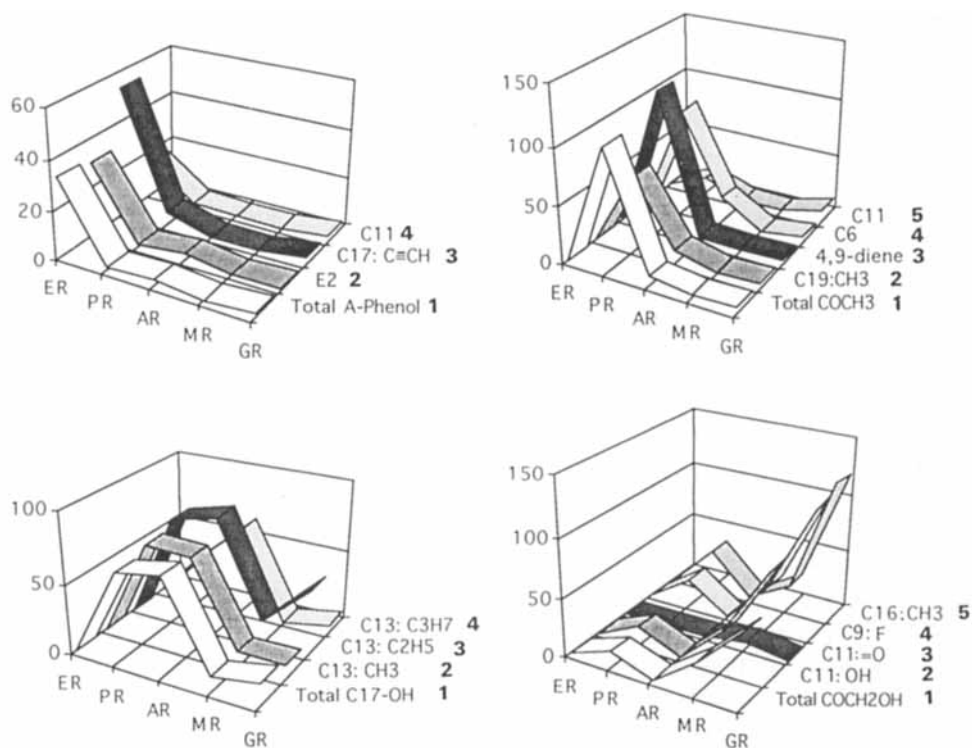 60
40
20
0
ER
PR
AR
MR
GR
C11 4
C17: C≡CH 3
E2 2
Total A-Phenol 1
150
100
50
0
ER
PR
AR
MR
GR
C11 5
C6 4
4,9-diene 3
C19:CH3 2
Total COCH3 1
100
50
0
ER
PR
AR
MR
GR
C13: C3H7 4
C13: C2H5 3
C13: CH3 2
Total C17-OH 1
150
100
50
0
ER
PR
AR
MR
GR
C16:CH3 5
C9: F 4
C11:=O 3
C11: OH 2
Total COCH2OH 1